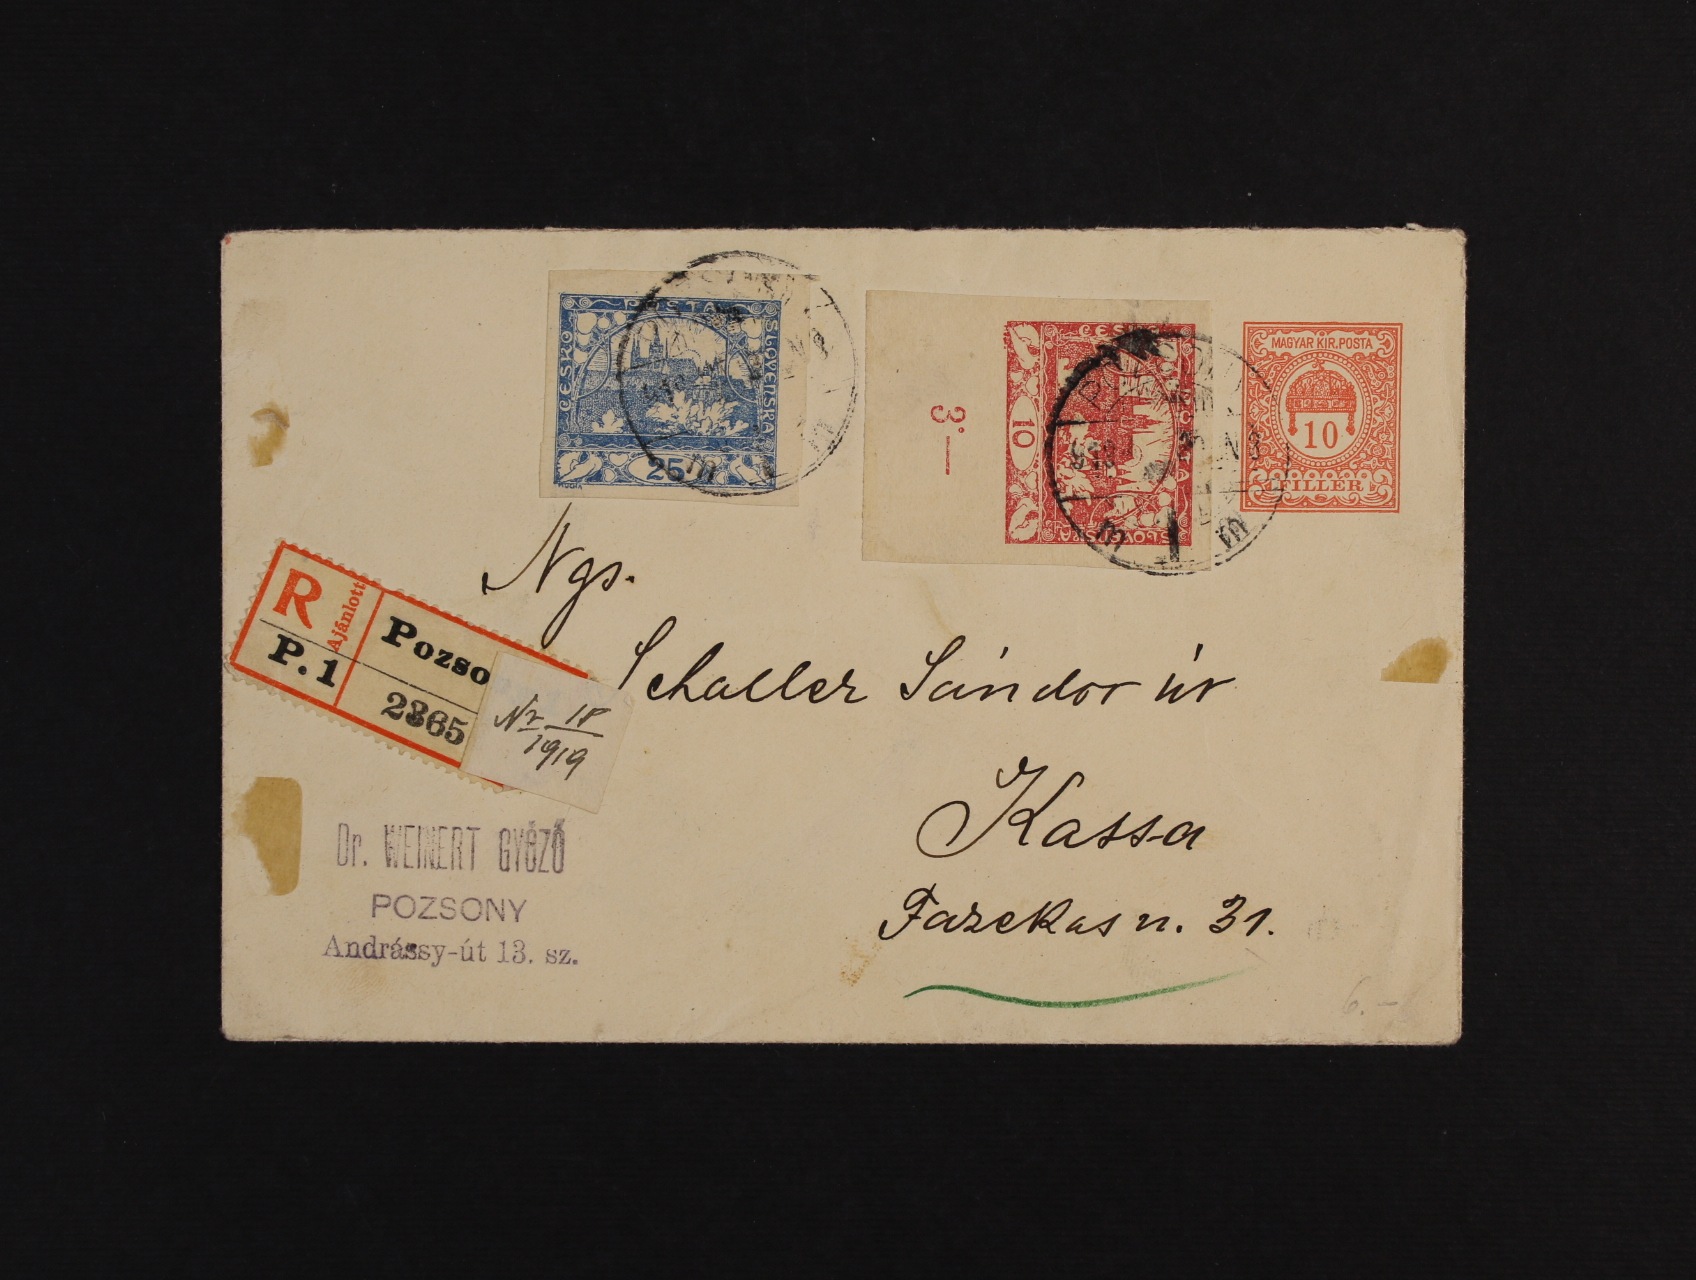 POSTA
ČESKO
SLOVENSKÁ
25
MUCHA
3·—
ČESKO
SLOVENSKÁ
10
MAGYAR KIR. POSTA
10
FILLÉR
Ngs.
Schaller Sándor úr
Kassa
Fazekas u. 31.
R
Ajánlott
P. 1
Pozso
2365
Nr 18
1919
Dr. WEINERT GYŐZŐ
POZSONY
Andrássy-út 13. sz.
6.–